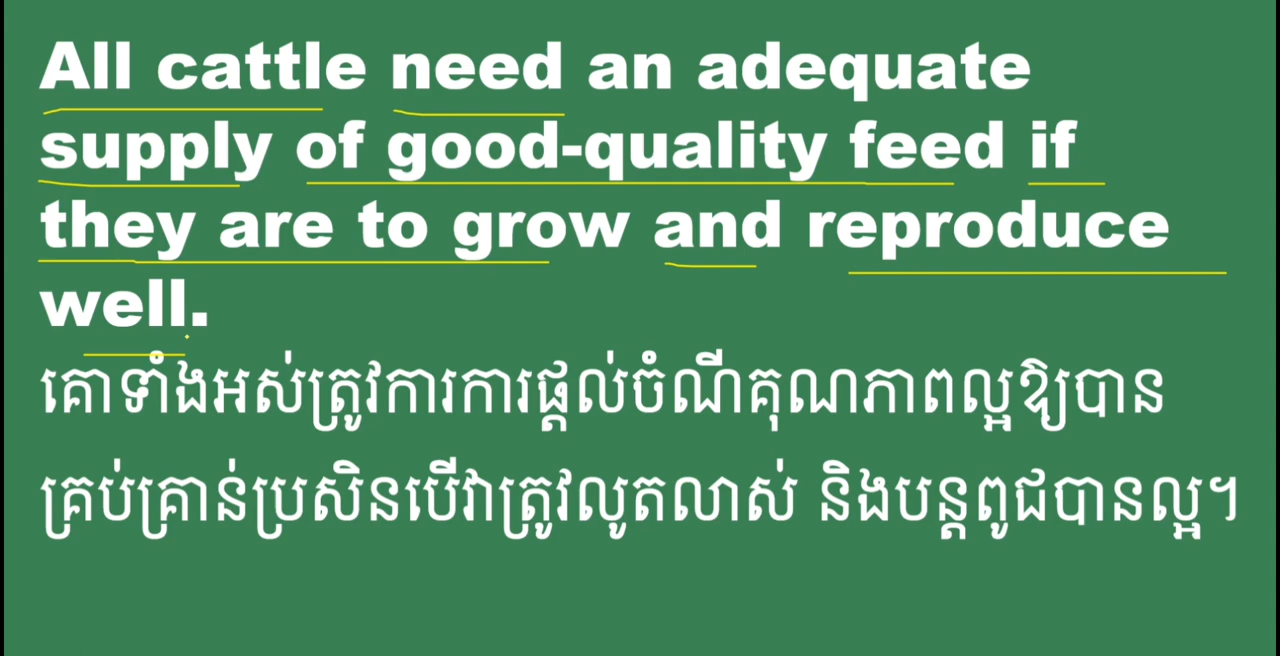 All cattle need an adequate
supply of good-quality feed if
they are to grow and reproduce
well.
គោទាំងអស់ត្រូវការការផ្ដល់ចំណីគុណភាពល្អឱ្យបាន
គ្រប់គ្រាន់ប្រសិនបើវាត្រូវលូតលាស់ និងបន្តពូជបានល្អ។